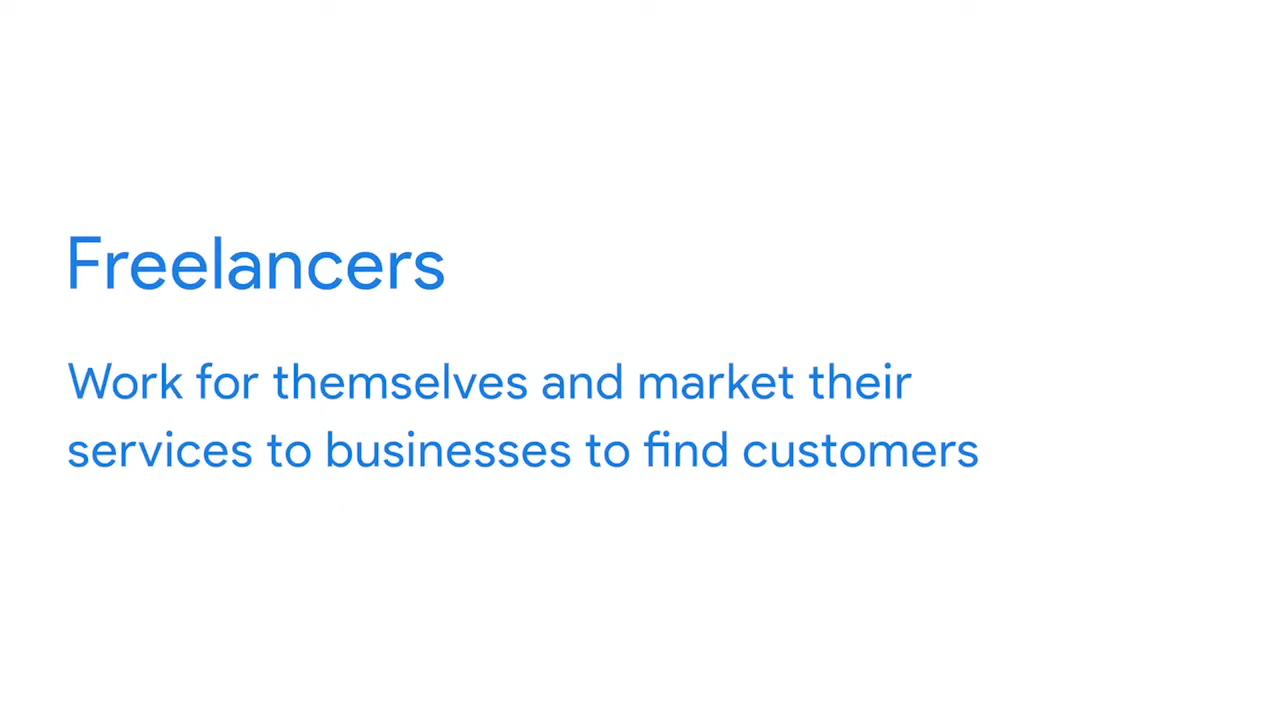 Freelancers
Work for themselves and market their
services to businesses to find customers